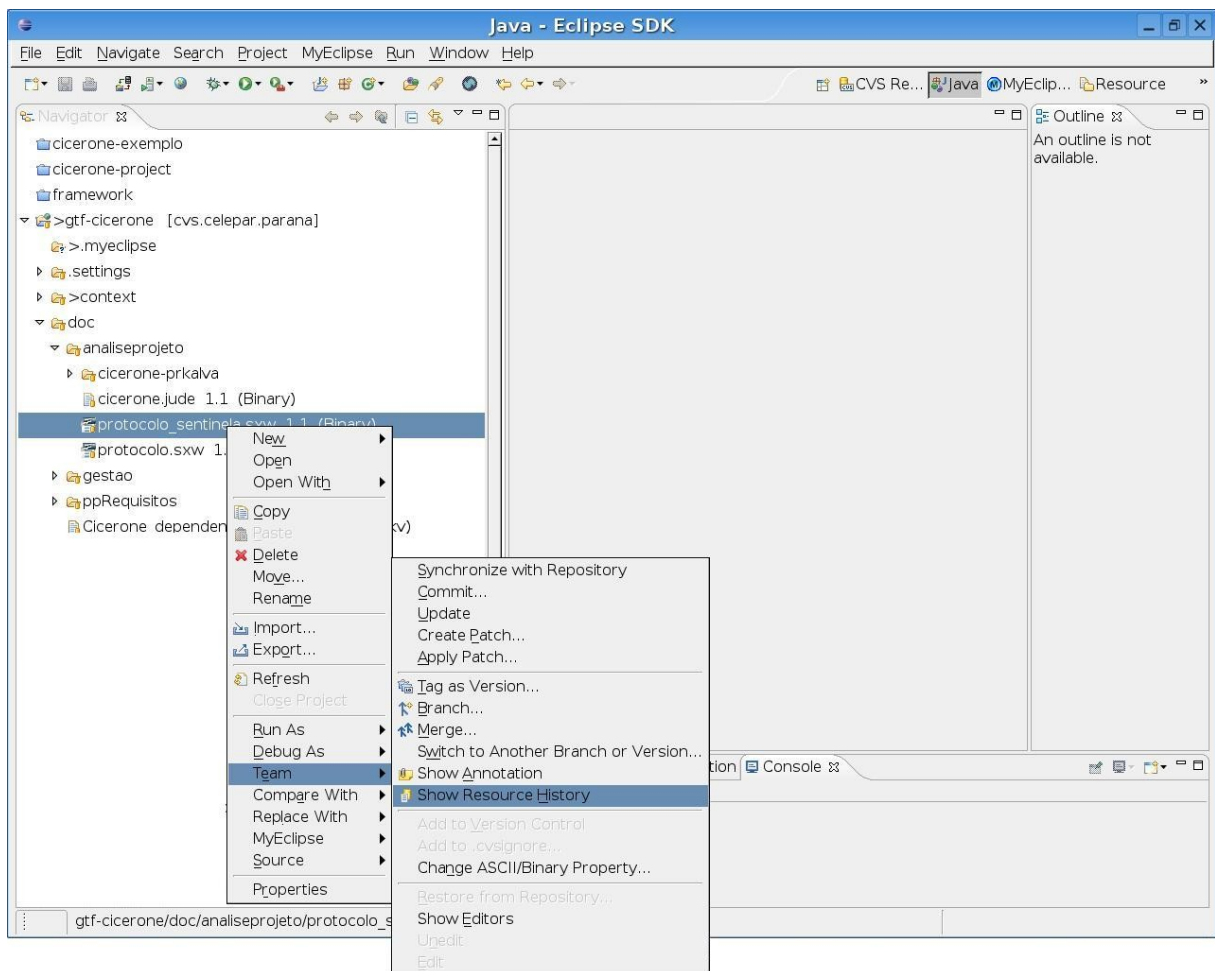 Java - Eclipse SDK
File Edit Navigate Search Project MyEclipse Run Window Help
CVS Re... Java MyEclip... Resource »
Navigator
cicerone-exemplo
cicerone-project
framework
>gtf-cicerone [cvs.celepar.parana]
>.myeclipse
.settings
>context
doc
analiseprojeto
cicerone-prkalva
cicerone.jude 1.1 (Binary)
protocolo_sentinela.sxw 1.1 (Binary)
protocolo.sxw 1.
gestao
ppRequisitos
Cicerone dependen
kv)
Outline
An outline is not
available.
New
Open
Open With
Copy
Paste
Delete
Move...
Rename
Import...
Export...
Refresh
Close Project
Run As
Debug As
Team
Compare With
Replace With
MyEclipse
Source
Properties
Synchronize with Repository
Commit...
Update
Create Patch...
Apply Patch...
Tag as Version...
Branch...
Merge...
Switch to Another Branch or Version...
Show Annotation
Show Resource History
Add to Version Control
Add to .cvsignore...
Change ASCII/Binary Property...
Restore from Repository...
Show Editors
Unedit
Edit
tion Console
gtf-cicerone/doc/analiseprojeto/protocolo_s